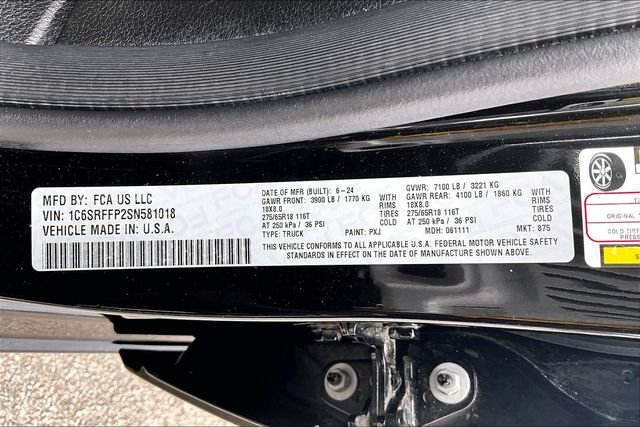 MFD BY: FCA US LLC
VIN: 1C6SRFFP2SN581018
VEHICLE MADE IN: U.S.A.
DATE OF MFR (BUILT): 6-24
GAWR FRONT: 3900 LB / 1770 KG
18X8.0 RIMS
275/65R18 116T TIRES
AT 250 kPa / 36 PSI COLD
TYPE: TRUCK PAINT: PXJ
GVWR: 7100 LB / 3221 KG
GAWR REAR: 4100 LB / 1860 KG
18X8.0 RIMS
275/65R18 116T TIRES
AT 250 kPa / 36 PSI COLD
MDH: 061111 MKT: 875
THIS VEHICLE CONFORMS TO ALL APPLICABLE U.S.A. FEDERAL MOTOR VEHICLE SAFETY
STANDARDS IN EFFECT ON THE DATE OF MANUFACTURE SHOWN ABOVE.
COLD TI
PRESS